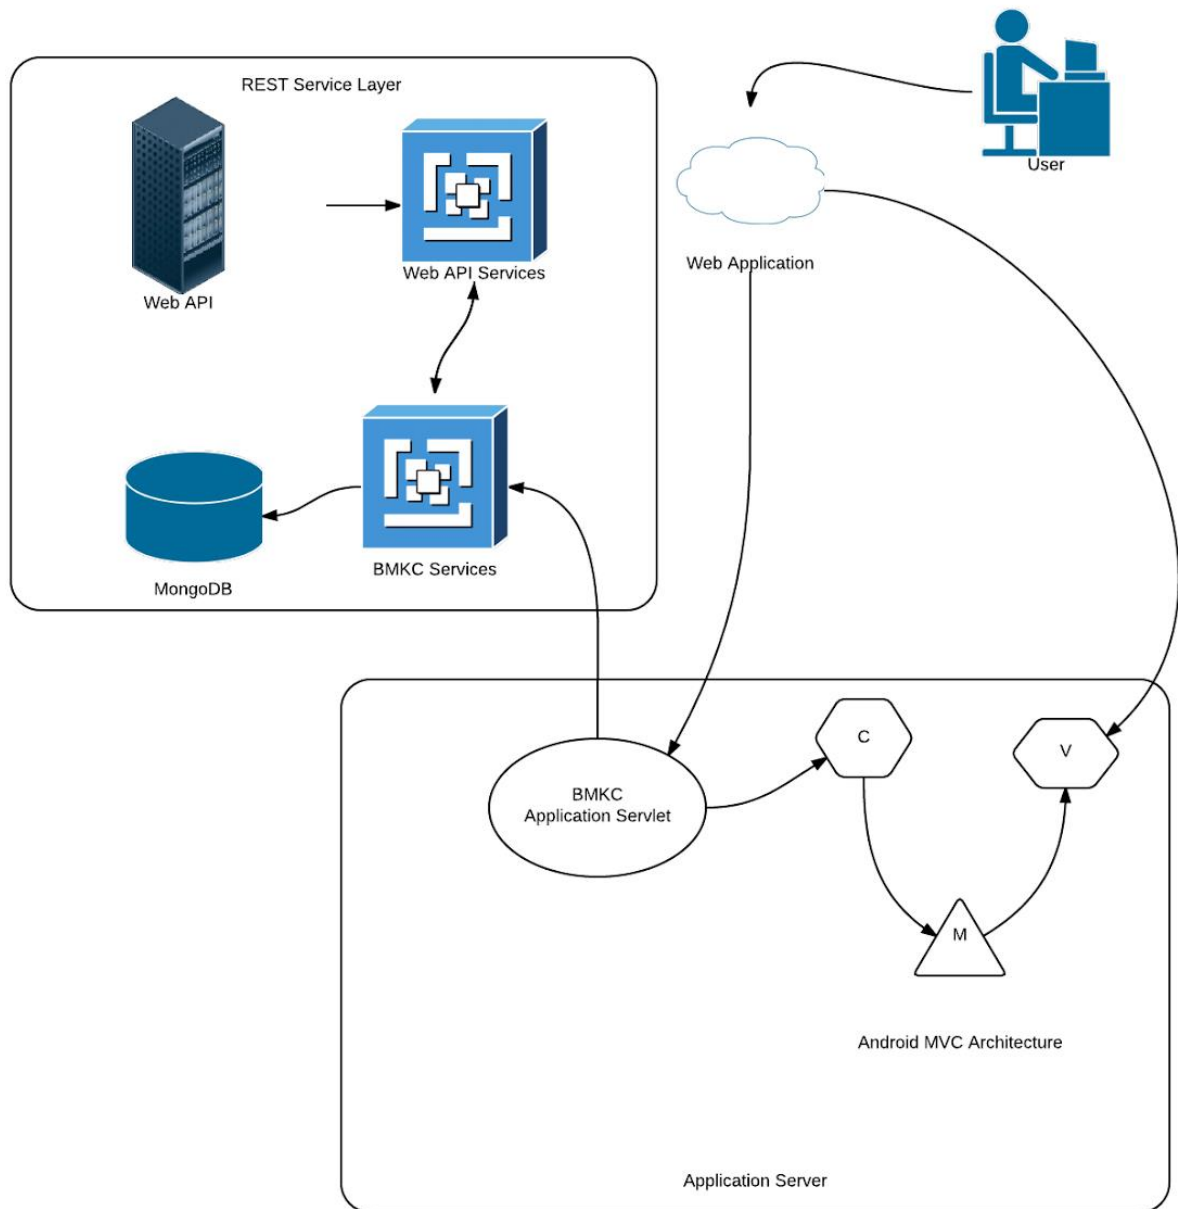 REST Service Layer
User
Web API Services
Web Application
Web API
BMKC Services
MongoDB
C
V
BMKC
Application Servlet
M
Android MVC Architecture
Application Server